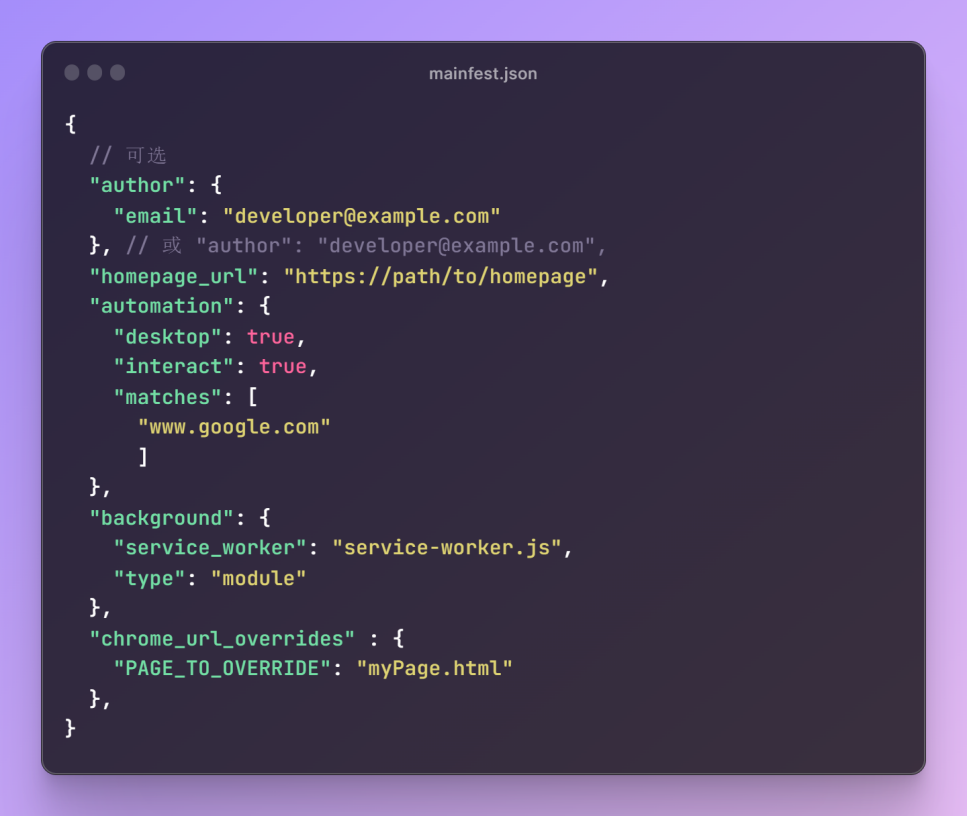 mainfest.json
{
  // 可选
  "author": {
    "email": "developer@example.com"
  }, // 或 "author": "developer@example.com",
  "homepage_url": "https://path/to/homepage",
  "automation": {
    "desktop": true,
    "interact": true,
    "matches": [
      "www.google.com"
      ]
  },
  "background": {
    "service_worker": "service-worker.js",
    "type": "module"
  },
  "chrome_url_overrides" : {
    "PAGE_TO_OVERRIDE": "myPage.html"
  },
}